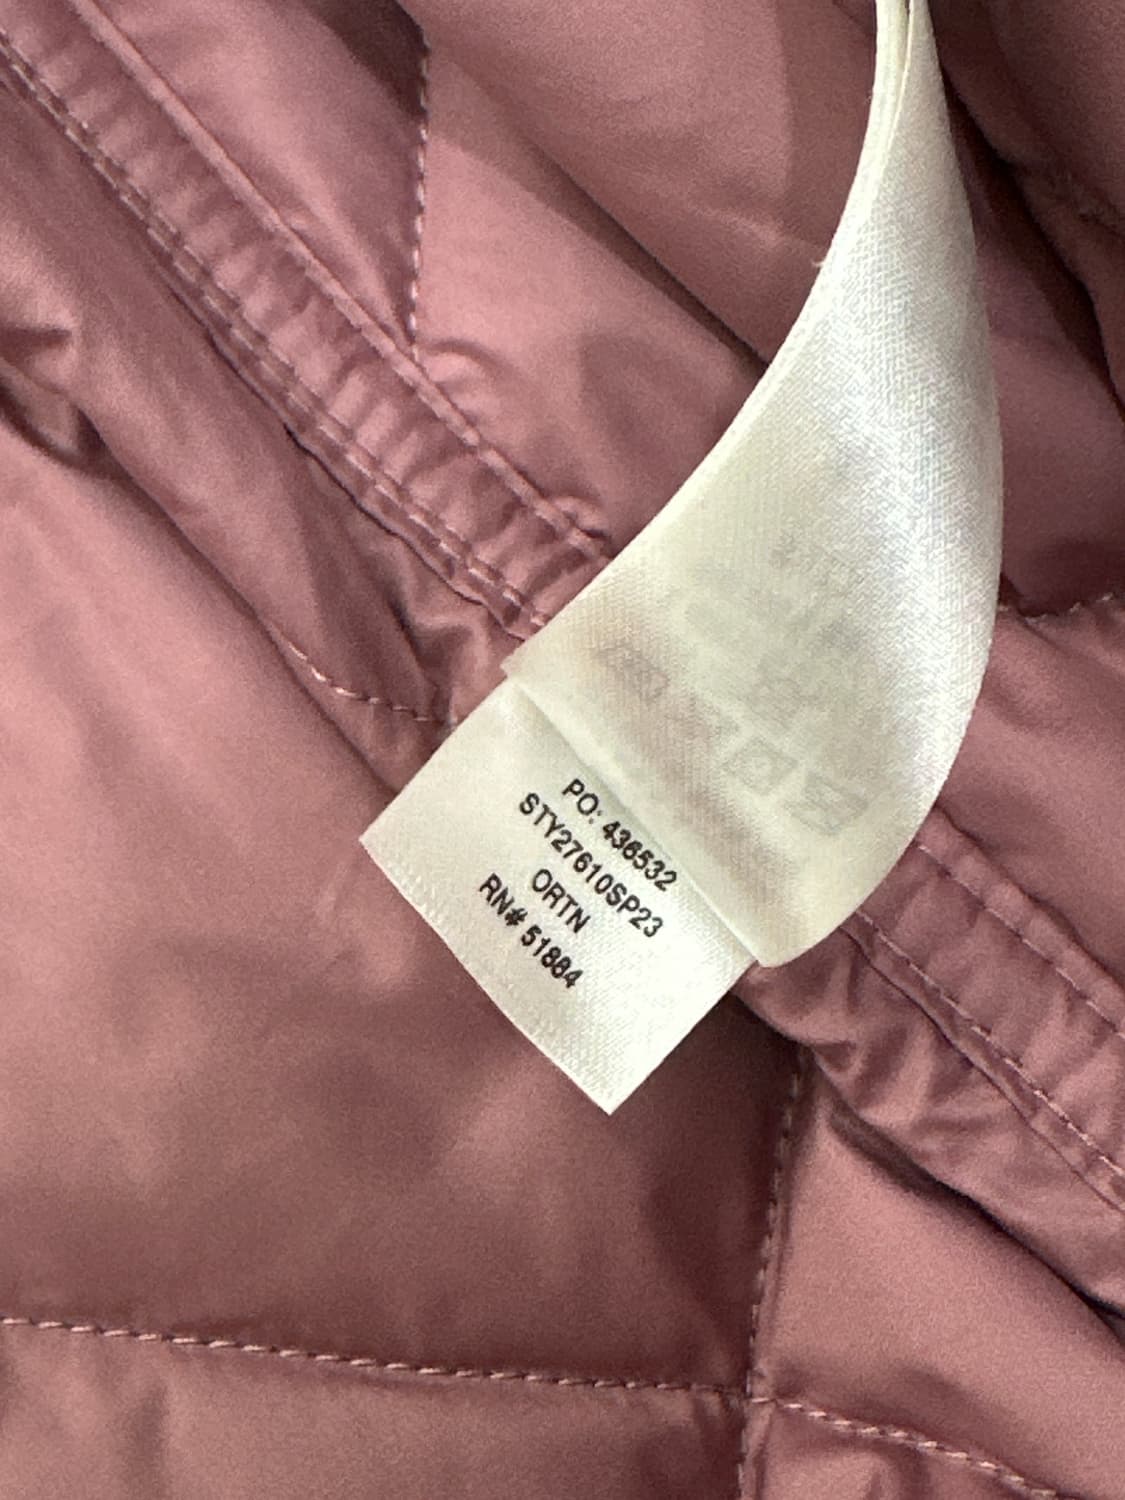 PO: 436532
STY27610SP23
ORTN
RN# 51884